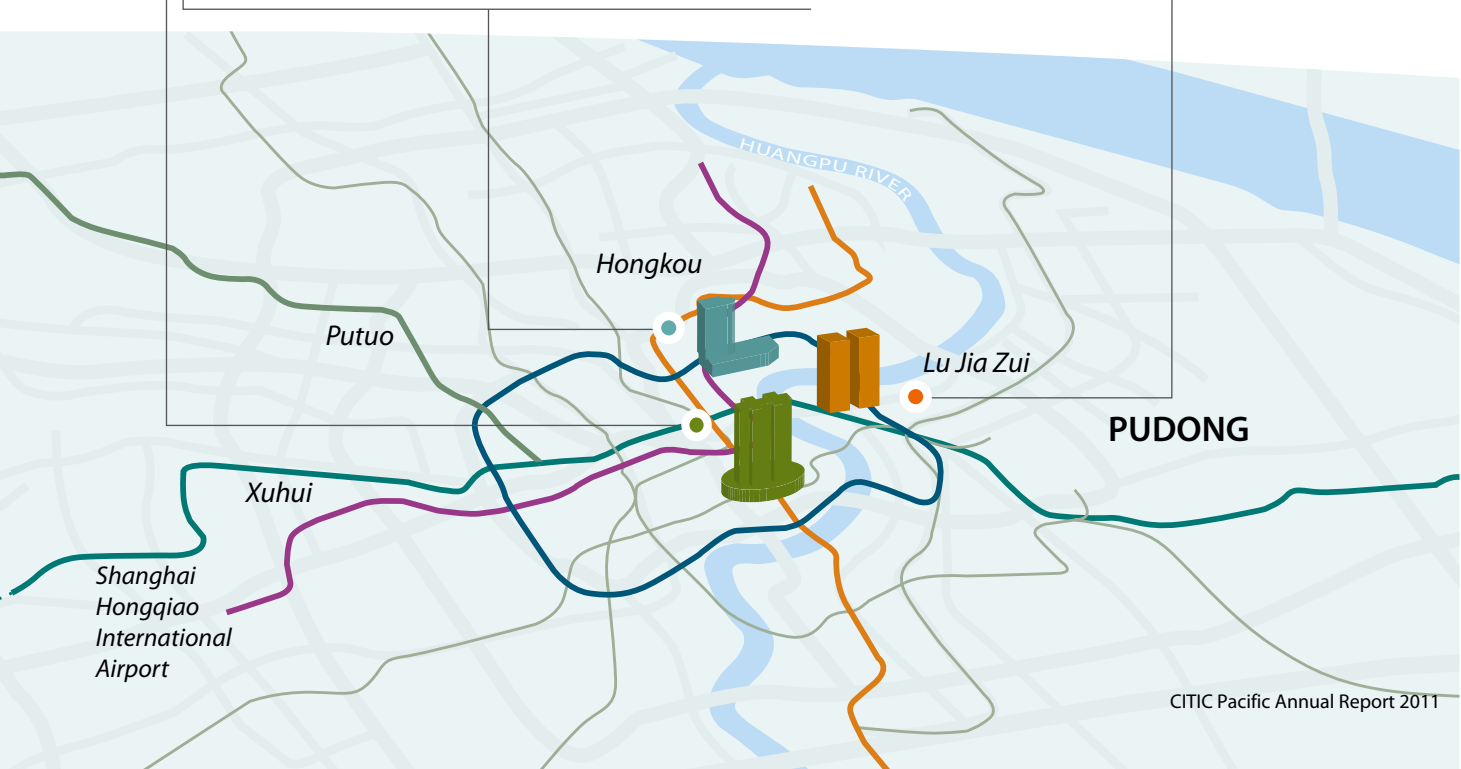 HUANGPU RIVER
Hongkou
Putuo
Lu Jia Zui
PUDONG
Xuhui
Shanghai
Hongqiao
International
Airport
CITIC Pacific Annual Report 2011